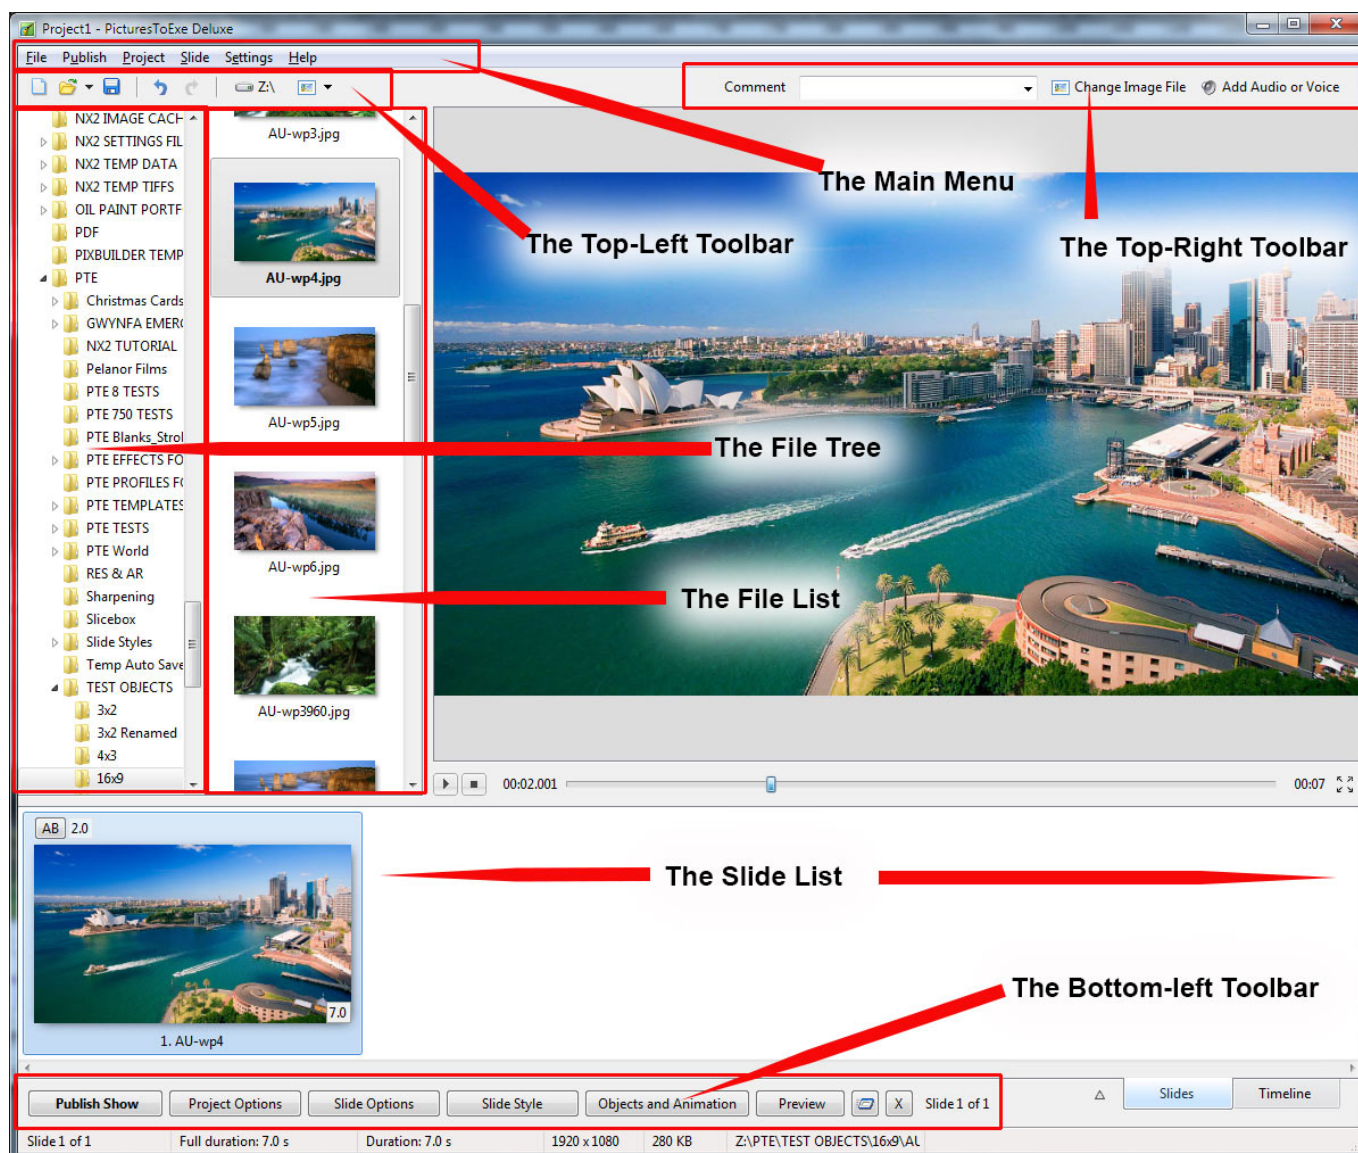 Project1 - PicturesToExe Deluxe
File Publish Project Slide Settings Help
Z:\
Comment
Change Image File
Add Audio or Voice
NX2 IMAGE CACH
NX2 SETTINGS FIL
NX2 TEMP DATA
NX2 TEMP TIFFS
OIL PAINT PORTF
PDF
PIXBUILDER TEMP
PTE
Christmas Cards
GWYNFA EMERG
NX2 TUTORIAL
Pelanor Films
PTE 8 TESTS
PTE 750 TESTS
PTE Blanks_Strol
PTE EFFECTS FO
PTE PROFILES FO
PTE TEMPLATES
PTE TESTS
PTE World
RES & AR
Sharpening
Slicebox
Slide Styles
Temp Auto Save
TEST OBJECTS
3x2
3x2 Renamed
4x3
16x9
AU-wp3.jpg
AU-wp4.jpg
AU-wp5.jpg
AU-wp6.jpg
AU-wp3960.jpg
The Main Menu
The Top-Left Toolbar
The Top-Right Toolbar
The File Tree
The File List
00:02.001
00:07
AB 2.0
7.0
1. AU-wp4
The Slide List
The Bottom-left Toolbar
Publish Show
Project Options
Slide Options
Slide Style
Objects and Animation
Preview
X
Slide 1 of 1
Slides
Timeline
Slide 1 of 1
Full duration: 7.0 s
Duration: 7.0 s
1920 x 1080
280 KB
Z:\PTE\TEST OBJECTS\16x9\AU